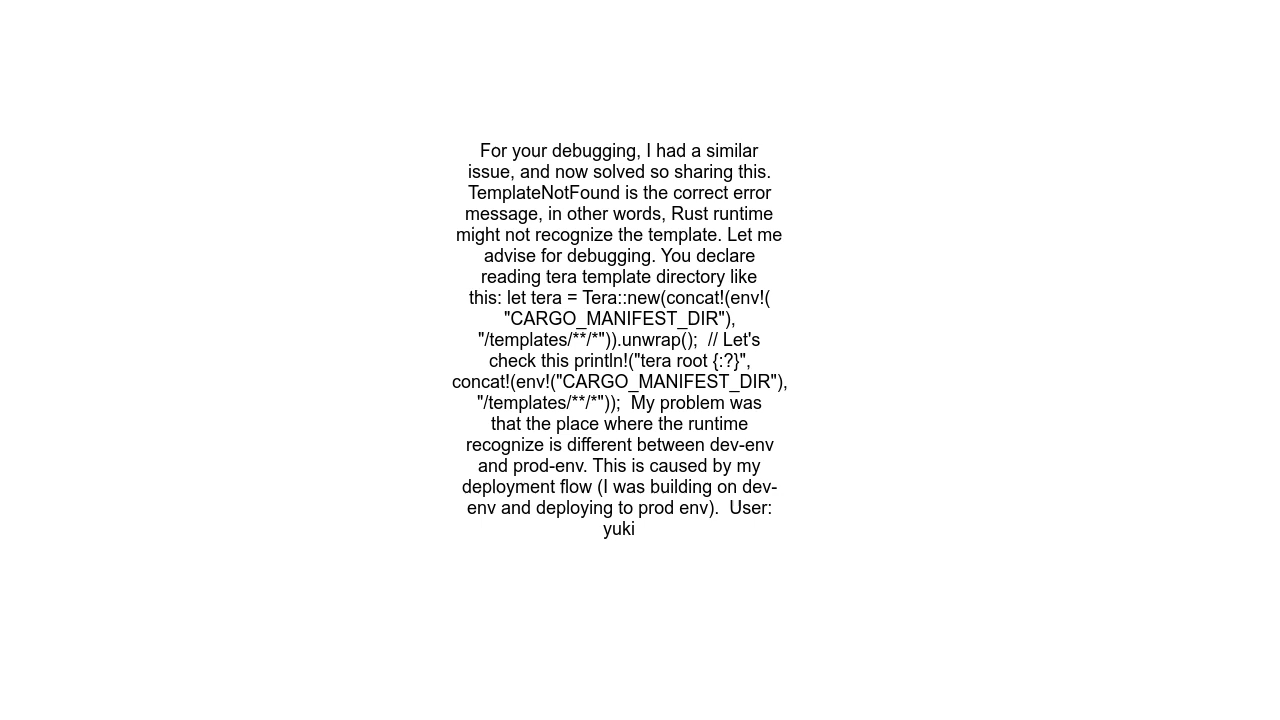 For your debugging, I had a similar
issue, and now solved so sharing this.
TemplateNotFound is the correct error
message, in other words, Rust runtime
might not recognize the template. Let me
advise for debugging. You declare
reading tera template directory like
this: let tera = Tera::new(concat!(env!(
"CARGO_MANIFEST_DIR"),
"/templates/**/*")).unwrap();  // Let's
check this println!("tera root {:?}",
concat!(env!("CARGO_MANIFEST_DIR"),
"/templates/**/*"));  My problem was
that the place where the runtime
recognize is different between dev-env
and prod-env. This is caused by my
deployment flow (I was building on dev-
env and deploying to prod env).  User:
yuki